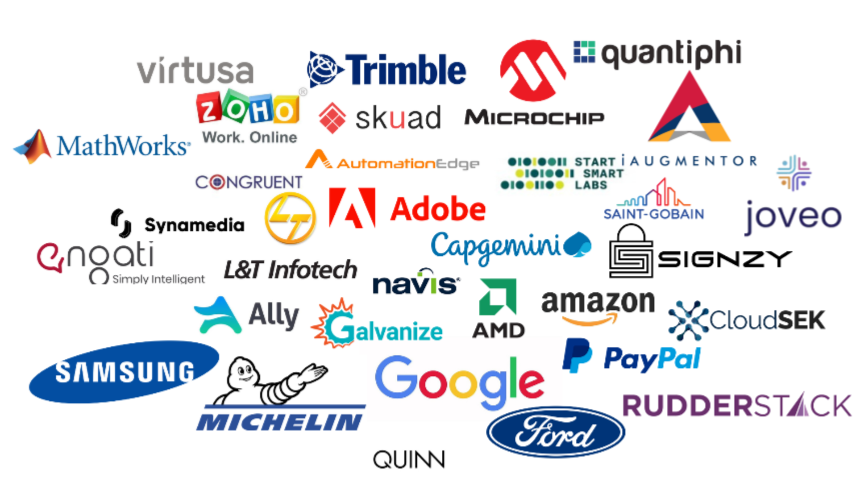 virtusa
Trimble
MICROCHIP
quantiphi
ZOHO®
Work. Online
skuad
MathWorks®
AutomationEdge
START
SMART
LABS
iAUGMENTOR
CONGRUENT
Synamedia
LT
Adobe
SAINT-GOBAIN
joveo
engati
Simply Intelligent
L&T Infotech
Capgemini
SIGNZY
navis
Ally
Galvanize
AMD
amazon
CloudSEK
SAMSUNG
MICHELIN
Google
PayPal
RUDDERSTACK
Ford
QUINN